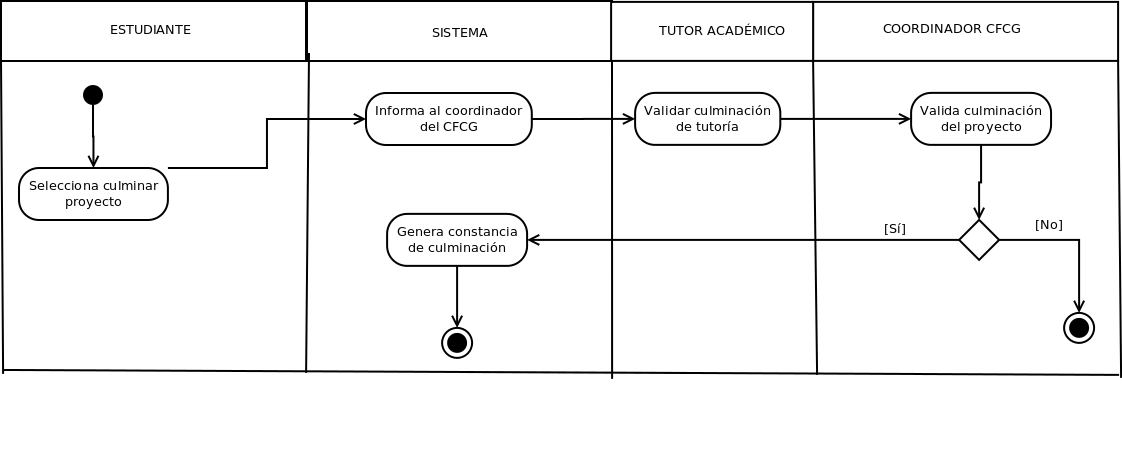 ESTUDIANTE
SISTEMA
TUTOR ACADÉMICO
COORDINADOR CFCG
Informa al coordinador
del CFCG
Validar culminación
de tutoría
Valida culminación
del proyecto
Selecciona culminar
proyecto
Genera constancia
de culminación
[Sí]
[No]